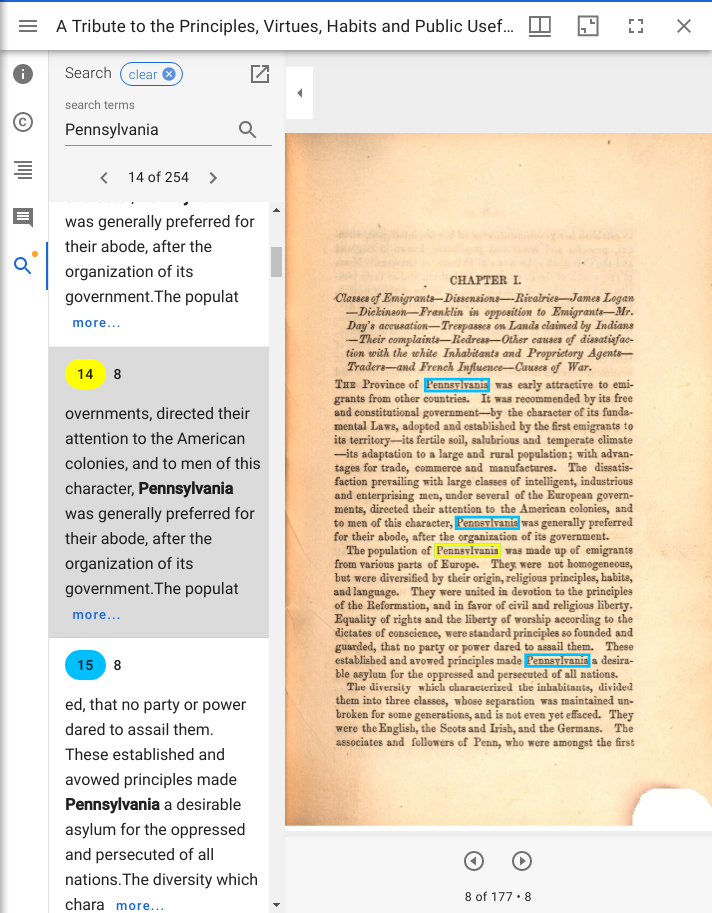 A Tribute to the Principles, Virtues, Habits and Public Usef...
Search
clear
search terms
Pennsylvania
14 of 254
was generally preferred for
their abode, after the
organization of its
government.The populat
more...
14 8
overnments, directed their
attention to the American
colonies, and to men of this
character, Pennsylvania
was generally preferred for
their abode, after the
organization of its
government.The populat
more...
15 8
ed, that no party or power
dared to assail them.
These established and
avowed principles made
Pennsylvania a desirable
asylum for the oppressed
and persecuted of all
nations.The diversity which
chara more...
CHAPTER I.
Classes of Emigrants—Dissensions—Rivalries—James Logan
—Dickinson—Franklin in opposition to Emigrants—Mr.
Day's accusation—Trespasses on Lands claimed by Indians
—Their complaints—Redress—Other causes of dissatisfac-
tion with the white Inhabitants and Proprietory Agents—
Traders—and French Influence—Causes of War.
THE Province of Pennsylvania was early attractive to emi-
grants from other countries. It was recommended by its free
and constitutional government—by the character of its funda-
mental Laws, adopted and established by the first emigrants to
its territory—its fertile soil, salubrious and temperate climate
—its adaptation to a large and rural population; with advan-
tages for trade, commerce and manufactures. The dissatis-
faction prevailing with large classes of intelligent, industrious
and enterprising men, under several of the European govern-
ments, directed their attention to the American colonies, and
to men of this character, Pennsylvania was generally preferred
for their abode, after the organization of its government.
The population of Pennsylvania was made up of emigrants
from various parts of Europe. They were not homogeneous,
but were diversified by their origin, religious principles, habits,
and language. They were united in devotion to the principles
of the Reformation, and in favor of civil and religious liberty.
Equality of rights and the liberty of worship according to the
dictates of conscience, were standard principles so founded and
guarded, that no party or power dared to assail them. These
established and avowed principles made Pennsylvania a desira-
ble asylum for the oppressed and persecuted of all nations.
The diversity which characterized the inhabitants, divided
them into three classes, whose separation was maintained un-
broken for some generations, and is not even yet effaced. They
were the English, the Scots and Irish, and the Germans. The
associates and followers of Penn, who were amongst the first
8 of 177 • 8